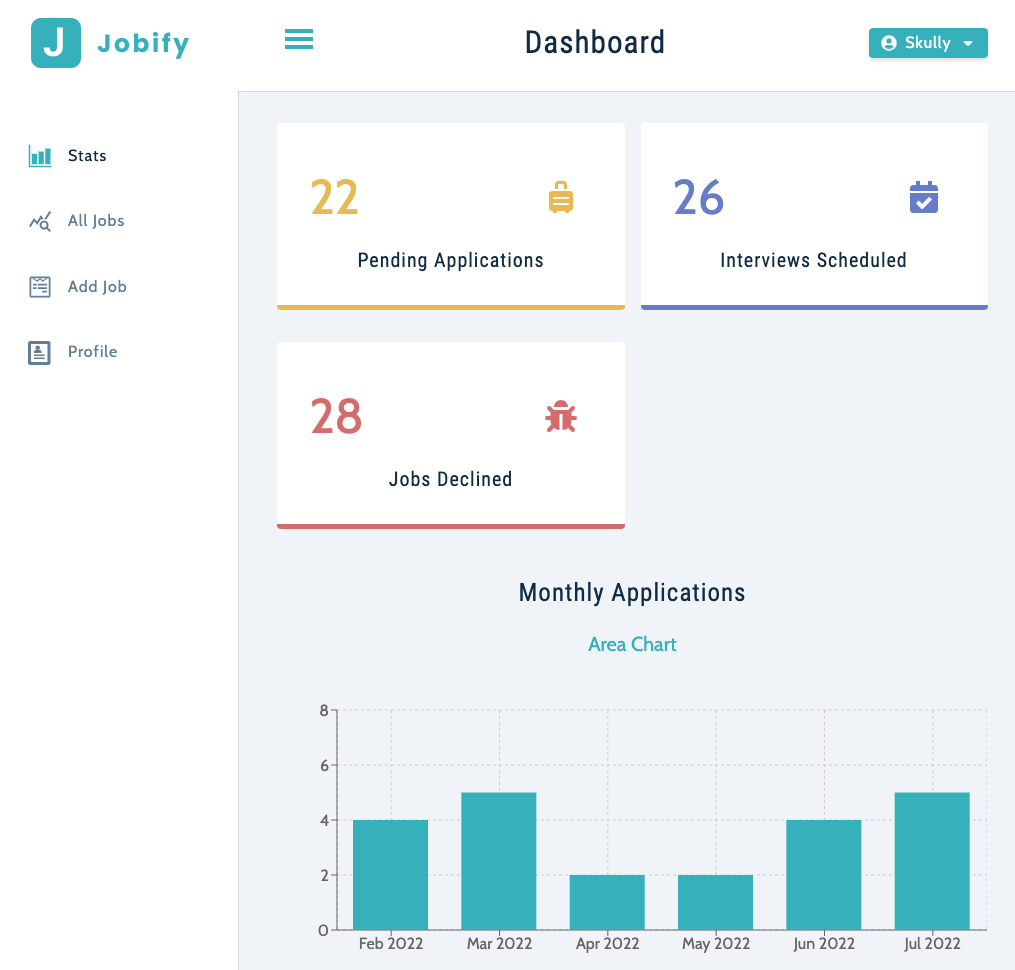 J Jobify
Dashboard
Skully
Stats
All Jobs
Add Job
Profile
22
Pending Applications
26
Interviews Scheduled
28
Jobs Declined
Monthly Applications
Area Chart
8
6
4
2
0
Feb 2022 Mar 2022 Apr 2022 May 2022 Jun 2022 Jul 2022